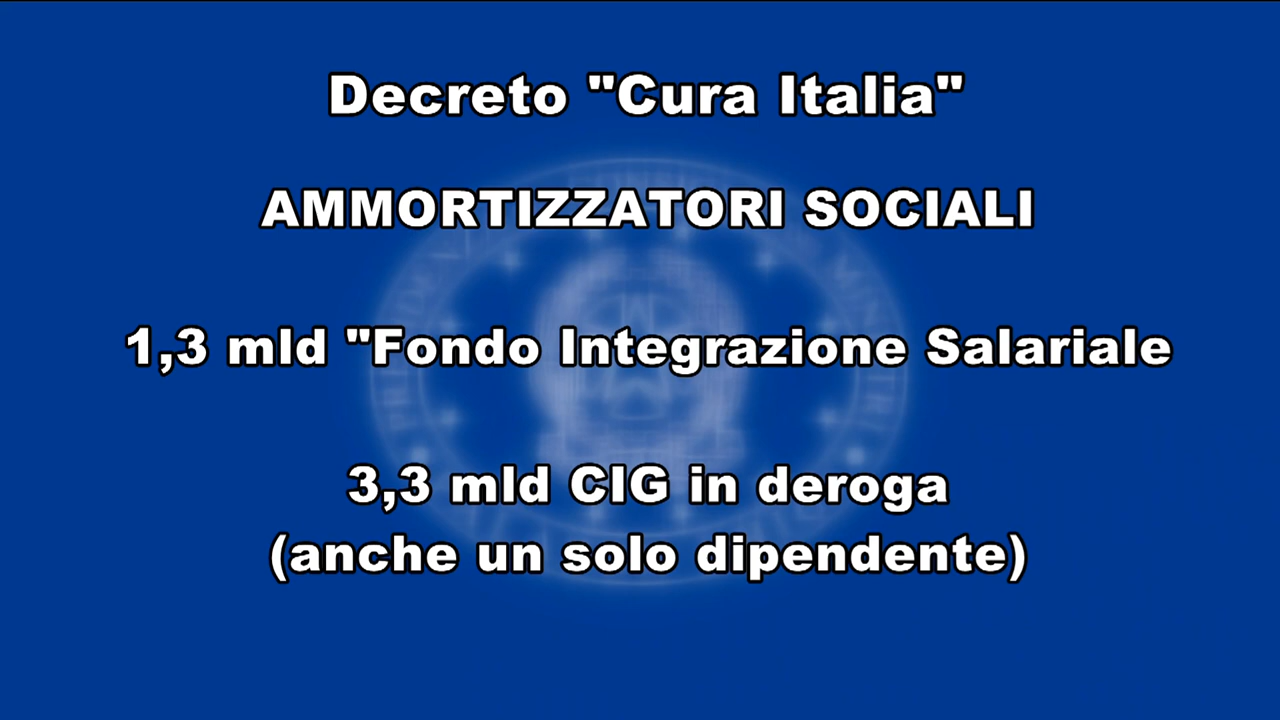 Decreto "Cura Italia"
AMMORTIZZATORI SOCIALI
1,3 mld "Fondo Integrazione Salariale
3,3 mld CIG in deroga
(anche un solo dipendente)